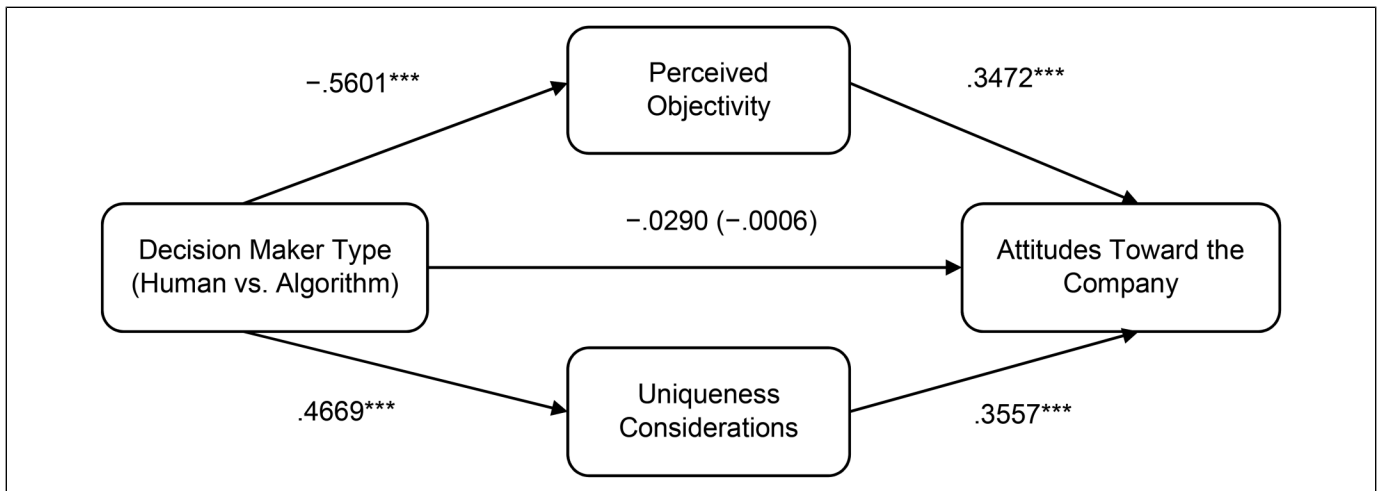 Perceived
Objectivity
−.5601***
.3472***
−.0290 (−.0006)
Decision Maker Type
(Human vs. Algorithm)
Attitudes Toward the
Company
Uniqueness
Considerations
.4669***
.3557***